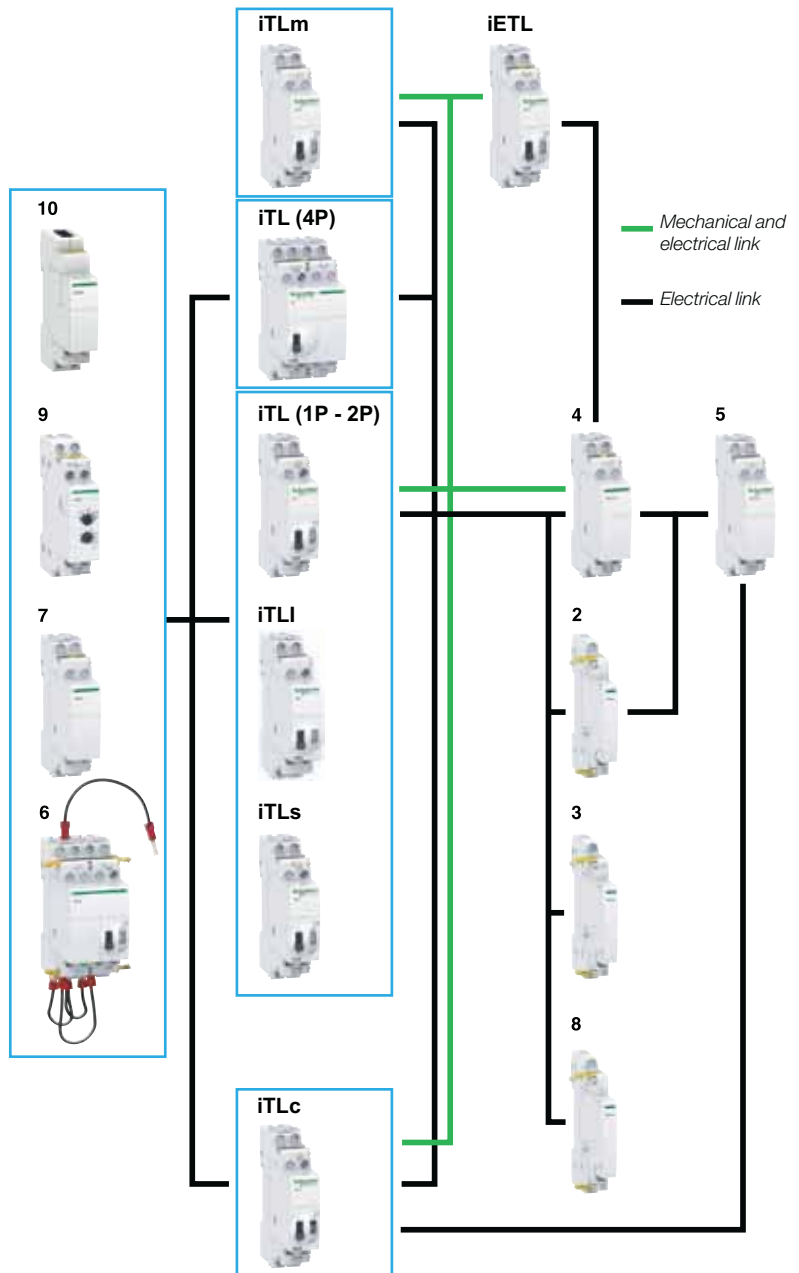 iTLm
iETL
10
iTL (4P)
Mechanical and
electrical link
Electrical link
9
iTL (1P - 2P)
4
5
7
iTLI
2
6
iTLs
3
8
iTLc